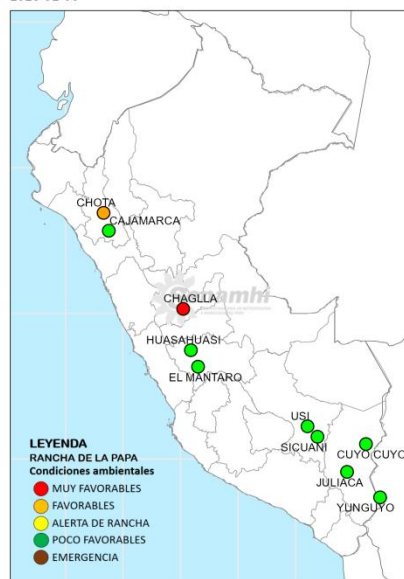 CHOTA
CAJAMARCA
CHAGLLA
HUASAHUASI
EL MANTARO
USI
SICUANI
CUYO CUYO
JULIACA
YUNGUYO
LEYENDA
RANCHA DE LA PAPA
Condiciones ambientales
MUY FAVORABLES
FAVORABLES
ALERTA DE RANCHA
POCO FAVORABLES
EMERGENCIA